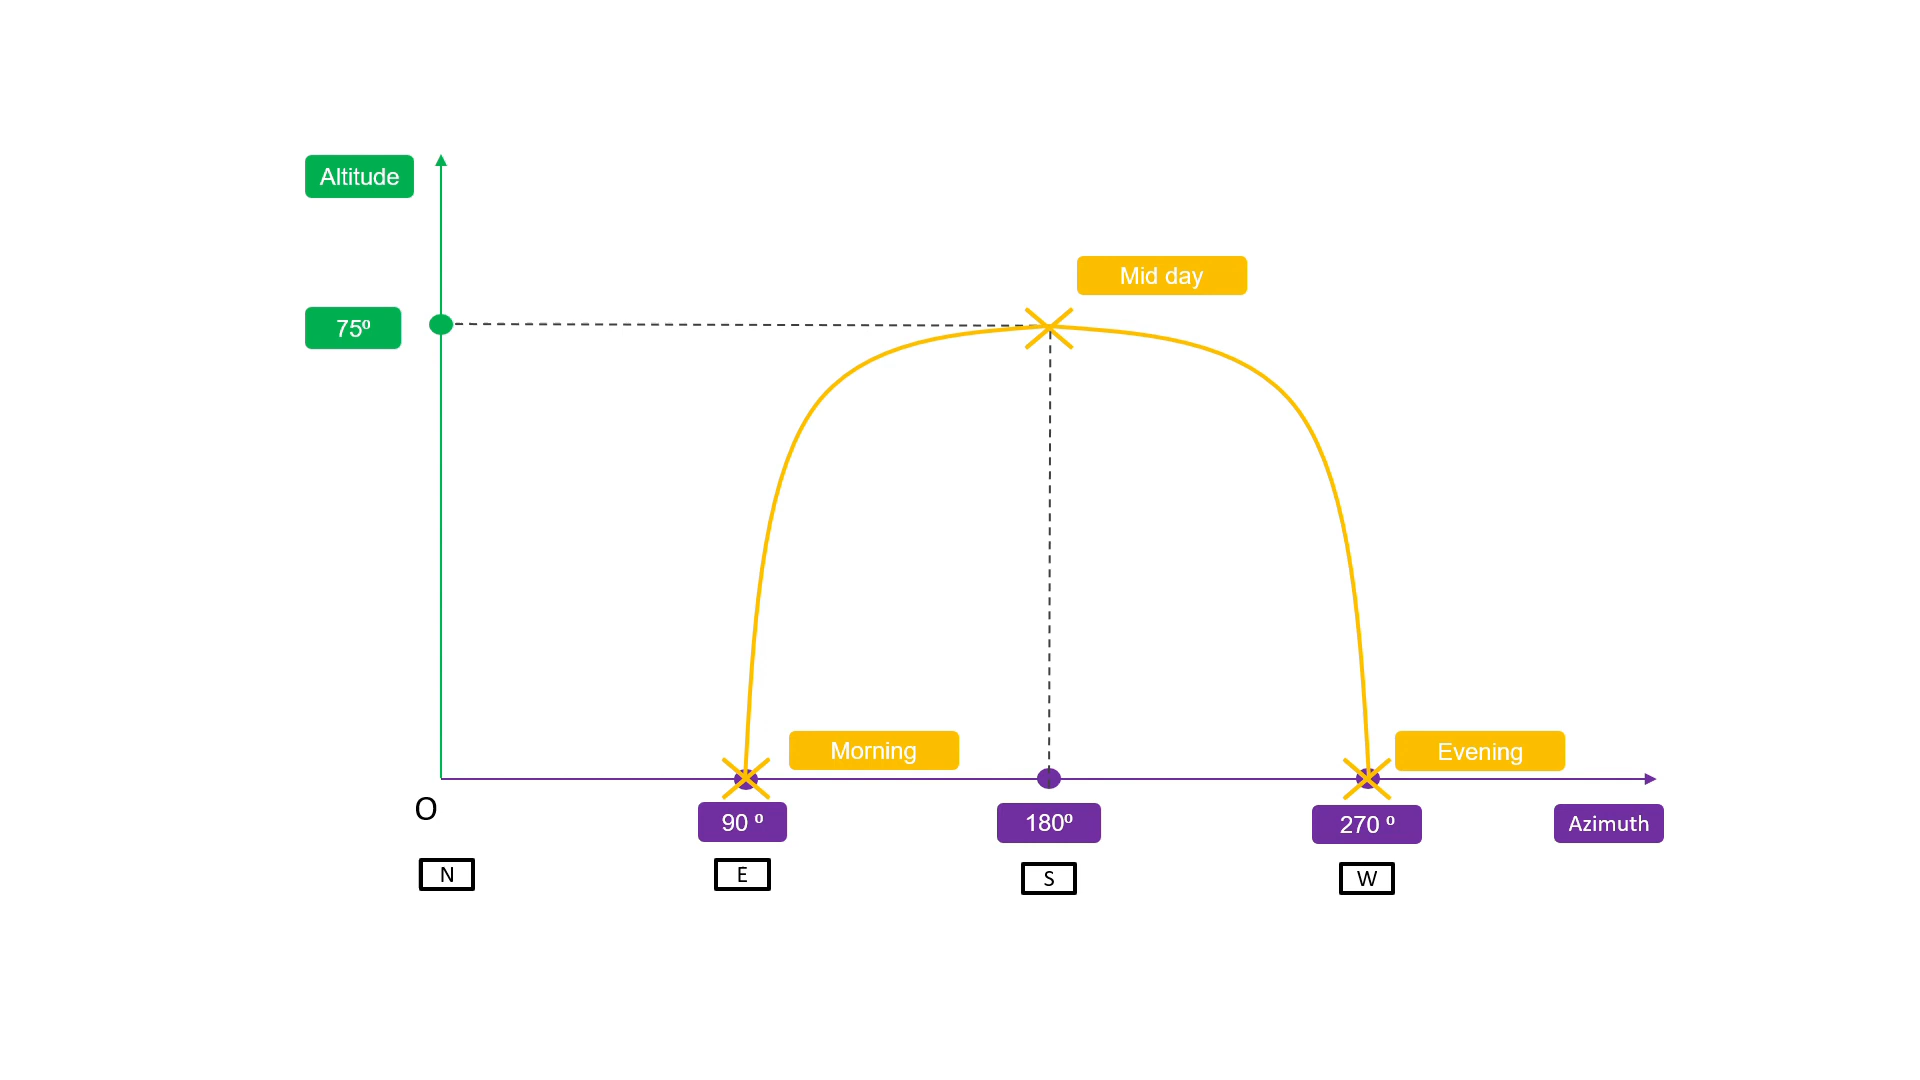 Altitude
Mid day
75º
Morning
Evening
O
90 º
180º
270 º
Azimuth
N
E
S
W